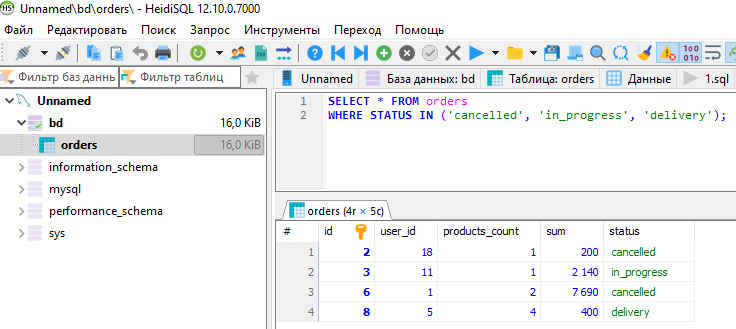 Unnamed\bd\orders\ - HeidiSQL 12.10.0.7000
Файл Редактировать Поиск Запрос Инструменты Переход Помощь
Фильтр баз даннь Фильтр таблиц Unnamed База данных: bd Таблица: orders Данные 1.sql
Unnamed
bd 16,0 KiB
orders 16,0 KiB
information_schema
mysql
performance_schema
sys
1 SELECT * FROM orders
2 WHERE STATUS IN ('cancelled', 'in_progress', 'delivery');
orders (4r × 5c)
# id user_id products_count sum status
1 2 18 1 200 cancelled
2 3 11 1 2 140 in_progress
3 6 1 2 7 690 cancelled
4 8 5 4 400 delivery